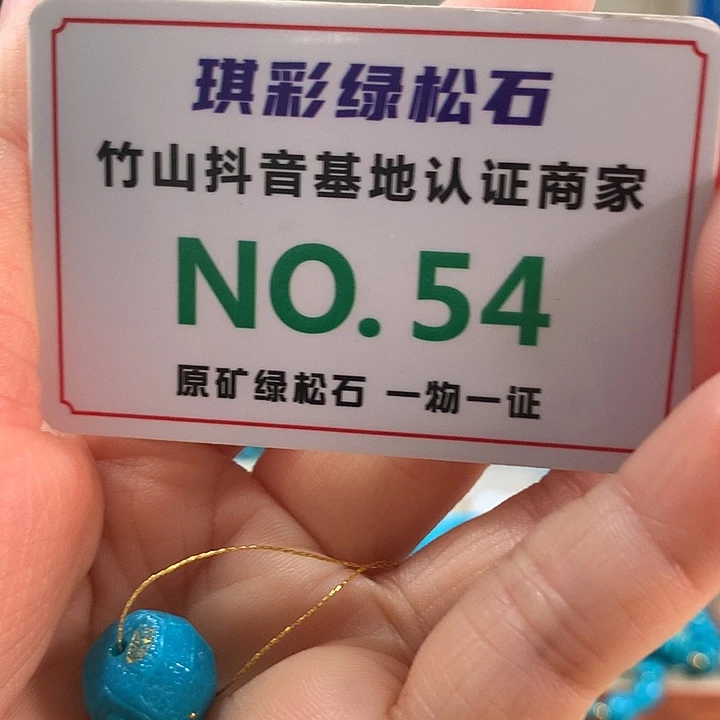 琪彩绿松石
竹山抖音基地认证商家
NO. 54
原矿绿松石 一物一证